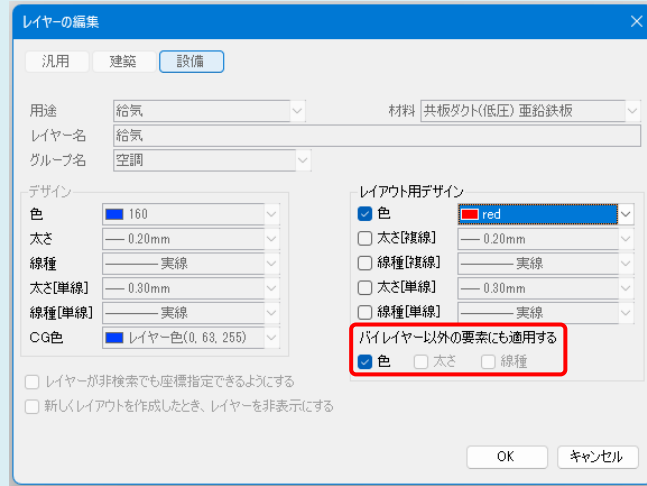 レイヤーの編集
汎用 建築 設備
用途 給気 材料 共板ダクト(低圧) 亜鉛鉄板
レイヤー名 給気
グループ名 空調
デザイン
色 160
太さ 0.20mm
線種 実線
太さ[単線] 0.30mm
線種[単線] 実線
CG色 レイヤー色(0, 63, 255)
レイヤーが非検索でも座標指定できるようにする
新しくレイアウトを作成したとき、レイヤーを非表示にする
レイアウト用デザイン
色 red
太さ[複線] 0.20mm
線種[複線] 実線
太さ[単線] 0.30mm
線種[単線] 実線
バイレイヤー以外の要素にも適用する
色 太さ 線種
OK キャンセル